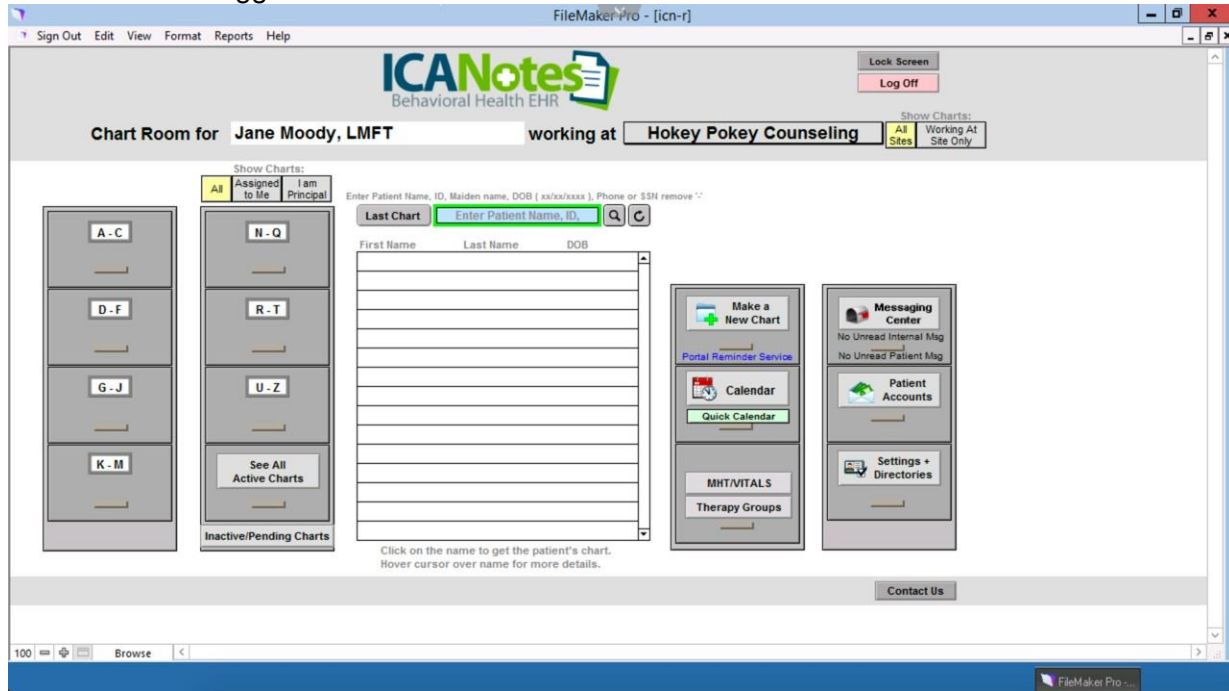 FileMaker Pro - [icn-r]
Sign Out Edit View Format Reports Help
ICANotes
Behavioral Health EHR
Lock Screen
Log Off
Chart Room for Jane Moody, LMFT working at Hokey Pokey Counseling
Show Charts:
All Sites
Working At Site Only
Show Charts:
All
Assigned to Me
I am Principal
Enter Patient Name, ID, Maiden name, DOB ( xx/xx/xxxx ), Phone or SSN remove '-'
Last Chart
Enter Patient Name, ID,
First Name Last Name DOB
A - C
N - Q
D - F
R - T
G - J
U - Z
K - M
See All
Active Charts
Inactive/Pending Charts
Make a
New Chart
Portal Reminder Service
Calendar
Quick Calendar
MHT/VITALS
Therapy Groups
Messaging
Center
No Unread Internal Msg
No Unread Patient Msg
Patient
Accounts
Settings +
Directories
Click on the name to get the patient's chart.
Hover cursor over name for more details.
Contact Us
100 Browse
FileMaker Pro -...